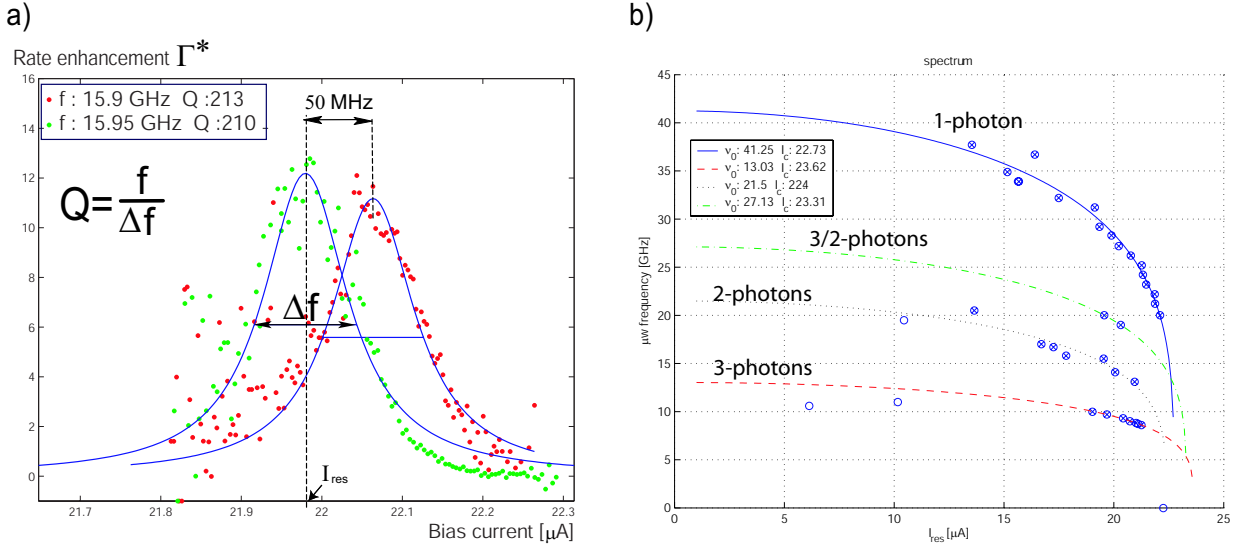 a)
Rate enhancement Γ*
16
14
12
10
8
6
4
2
0
f : 15.9 GHz Q :213
f : 15.95 GHz Q :210
50 MHz
Q= f/Δf
Δf
I_res
21.7 21.8 21.9 22 22.1 22.2 22.3
Bias current [μA]
b)
spectrum
45
40
35
30
25
20
15
10
5
0
μw frequency [GHz]
1-photon
ν₀: 41.25 I_c: 22.73
ν₀: 13.03 I_c: 23.62
ν₀: 21.5 I_c: 224
ν₀: 27.13 I_c: 23.31
3/2-photons
2-photons
3-photons
0 5 10 15 20 25
I_res [μA]